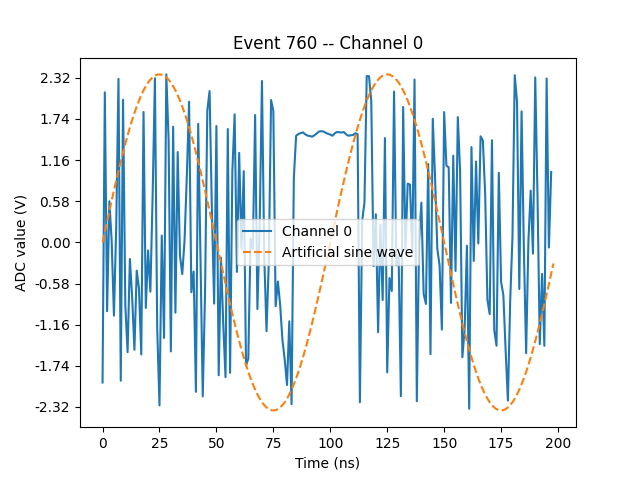 Event 760 -- Channel 0
ADC value (V)
2.32
1.74
1.16
0.58
0.00
-0.58
-1.16
-1.74
-2.32
Channel 0
Artificial sine wave
0 25 50 75 100 125 150 175 200
Time (ns)